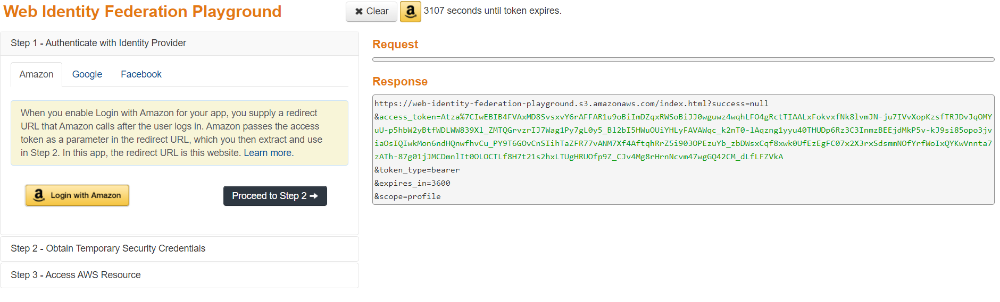 Web Identity Federation Playground
✖ Clear
3107 seconds until token expires.
Step 1 - Authenticate with Identity Provider
Amazon
Google
Facebook
When you enable Login with Amazon for your app, you supply a redirect
URL that Amazon calls after the user logs in. Amazon passes the access
token as a parameter in the redirect URL, which you then extract and use
in Step 2. In this app, the redirect URL is this website. Learn more.
Login with Amazon
Proceed to Step 2
Step 2 - Obtain Temporary Security Credentials
Step 3 - Access AWS Resource
Request
Response
https://web-identity-federation-playground.s3.amazonaws.com/index.html?success=null
&access_token=Atza%7CIwEBIB4FVAxMD8SvsxvY6rAFFAR1u9oBiImDZqxRWSoBiJJ0wguwz4wqhLFO4gRctTIAALxFokvxfNk8lvmJN-ju7IVvXopKzsfTRJDvJqOMY
uU-p5hbW2yBtfWDLWW839Xl_ZMTQGrvzrIJ7Wag1Py7gL0y5_Bl2bI5HWuOUiYHLyFAVAWqc_k2nT0-lAqzng1yyu40THUDp6Rz3C3InmzBEEjdMkP5v-kJ9si85opo3jv
iaOsIQIwkMon6ndHQnwfhvCu_PY9T6GOvCnSIihTaZFR77vANM7Xf4AftqhRrZ5i903OPEzuYb_zbDWsxCqf8xwk0UfEzEgFC07x2X3rxSdsmmNOfYrfWoIxQYKwVnnta7
zATh-87g01jJMCDmnlIt0OLOCTLf8H7t21s2hxLTUgHRUOfp9Z_CJv4Mg8rHrnNcvm47wgGQ42CM_dLfLFZVkA
&token_type=bearer
&expires_in=3600
&scope=profile